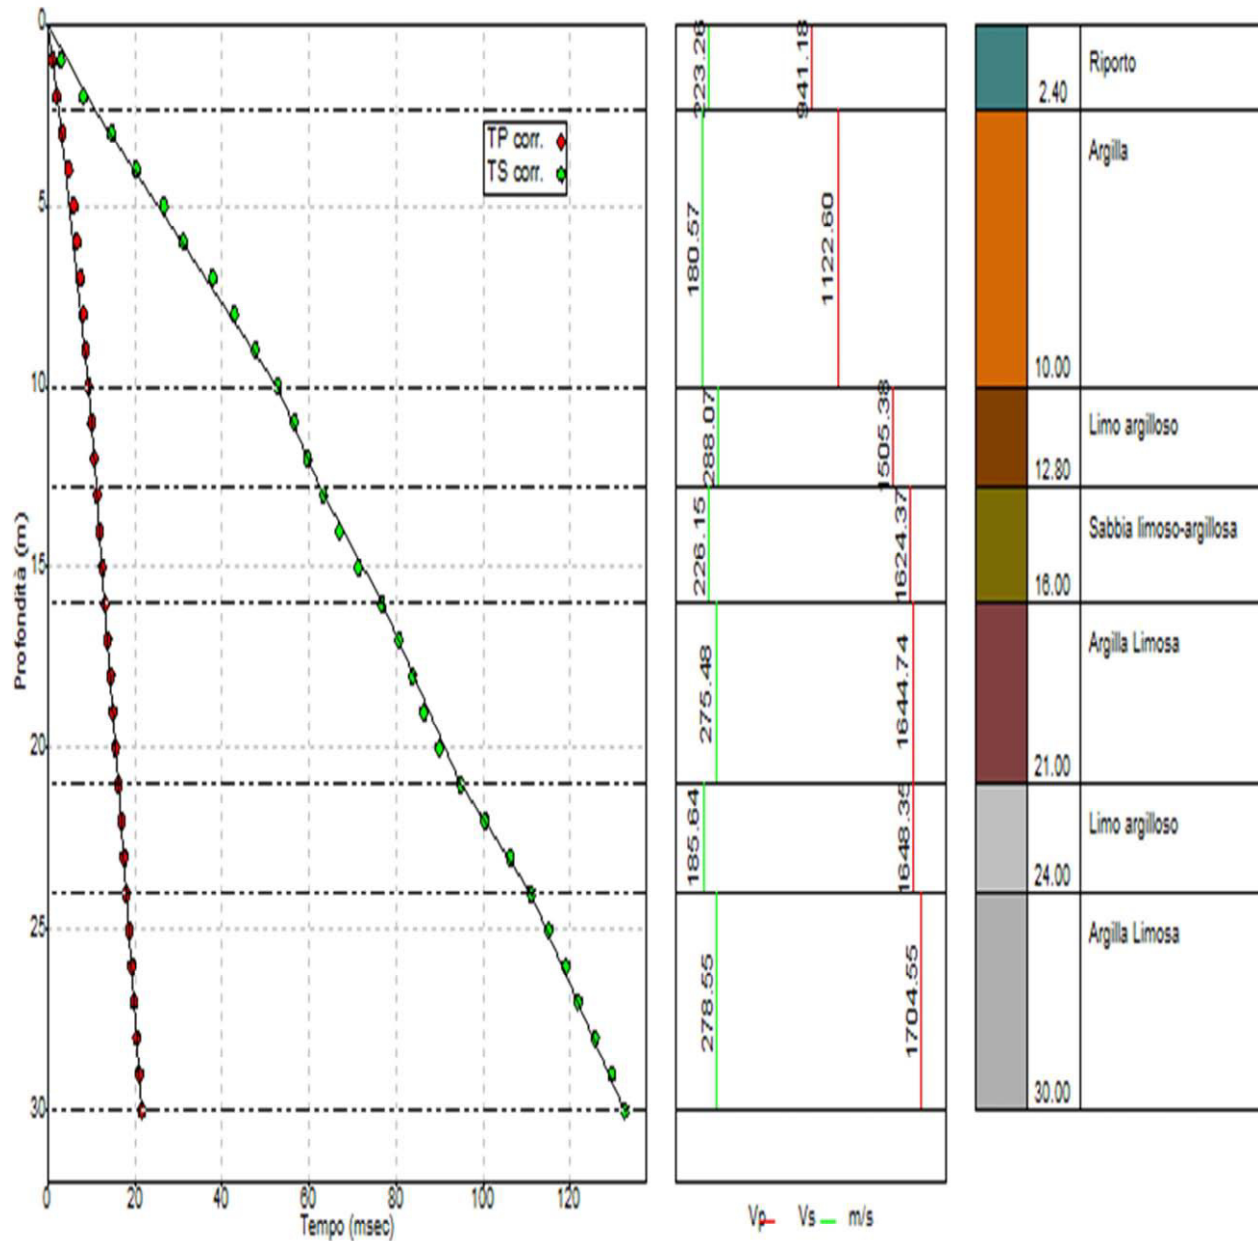 0
5
10
15
20
25
30
Profondità (m)
TP corr.
TS corr.
0 20 40 60 80 100 120
Tempo (msec)
223.26 941.18
180.57 1122.60
288.07 1505.38
226.15 1624.37
275.48 1644.74
185.64 1648.35
278.55 1704.55
Vp Vs m/s
Riporto
2.40
Argilla
10.00
Limo argilloso
12.80
Sabbia limoso-argillosa
16.00
Argilla Limosa
21.00
Limo argilloso
24.00
Argilla Limosa
30.00